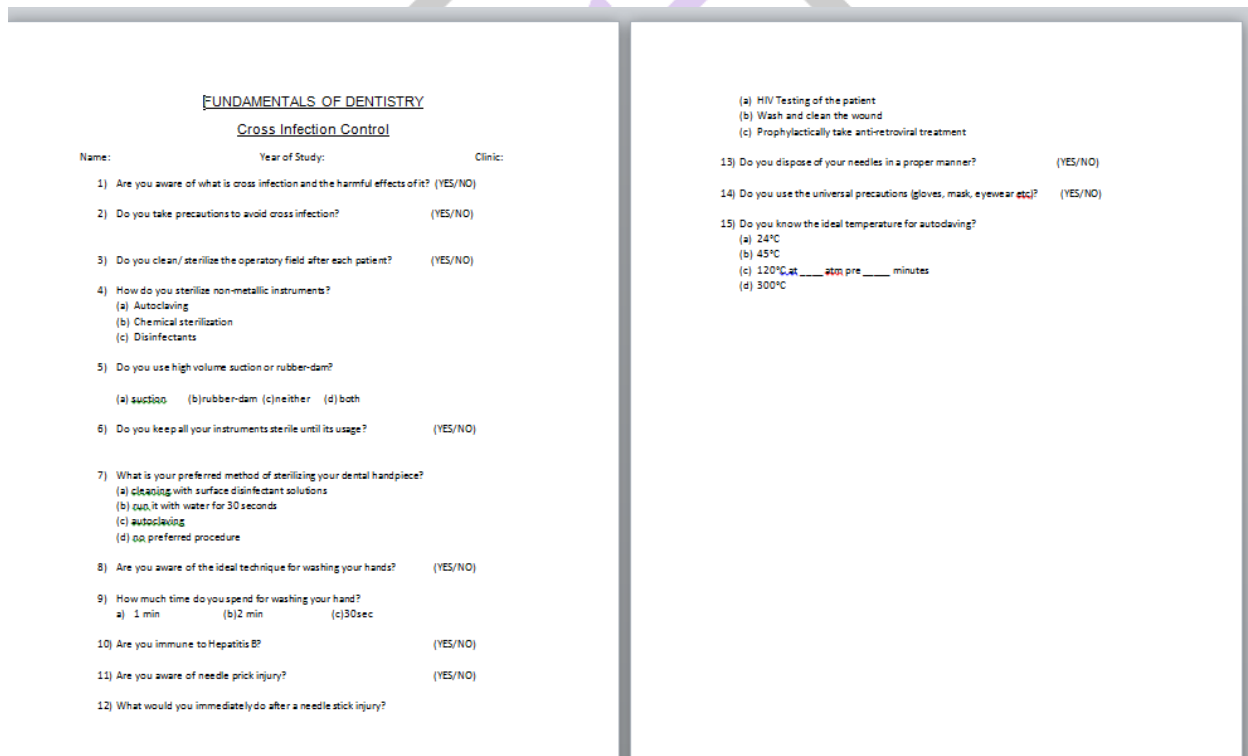 FUNDAMENTALS OF DENTISTRY
Cross Infection Control
Name: Year of Study: Clinic:
1) Are you aware of what is cross infection and the harmful effects of it? (YES/NO)
2) Do you take precautions to avoid cross infection? (YES/NO)
3) Do you clean/ sterilize the operatory field after each patient? (YES/NO)
4) How do you sterilize non-metallic instruments?
(a) Autoclaving
(b) Chemical sterilization
(c) Disinfectants
5) Do you use high volume suction or rubber-dam?
(a) suction (b)rubber-dam (c)neither (d) both
6) Do you keep all your instruments sterile until its usage? (YES/NO)
7) What is your preferred method of sterilizing your dental handpiece?
(a) cleaning with surface disinfectant solutions
(b) run it with water for 30 seconds
(c) autoclaving
(d) no preferred procedure
8) Are you aware of the ideal technique for washing your hands? (YES/NO)
9) How much time do you spend for washing your hand?
a) 1 min (b)2 min (c)30sec
10) Are you immune to Hepatitis B? (YES/NO)
11) Are you aware of needle prick injury? (YES/NO)
12) What would you immediately do after a needle stick injury?
(a) HIV Testing of the patient
(b) Wash and clean the wound
(c) Prophylactically take anti-retroviral treatment
13) Do you dispose of your needles in a proper manner? (YES/NO)
14) Do you use the universal precautions (gloves, mask, eyewear etc)? (YES/NO)
15) Do you know the ideal temperature for autoclaving?
(a) 24°C
(b) 45°C
(c) 120°C at ____ atm pre _____ minutes
(d) 300°C